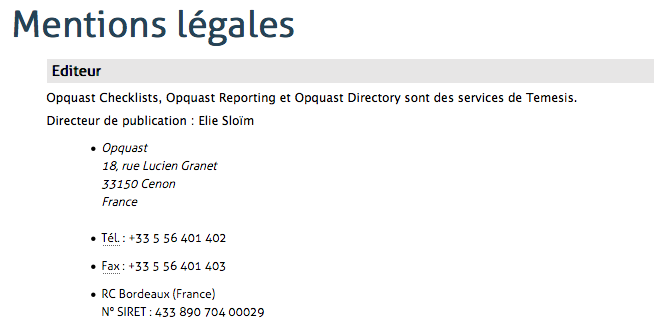 Mentions légales
Editeur
Opquast Checklists, Opquast Reporting et Opquast Directory sont des services de Temesis.
Directeur de publication : Elie Sloïm
• Opquast
18, rue Lucien Granet
33150 Cenon
France
• Tél. : +33 5 56 401 402
• Fax : +33 5 56 401 403
• RC Bordeaux (France)
N° SIRET : 433 890 704 00029